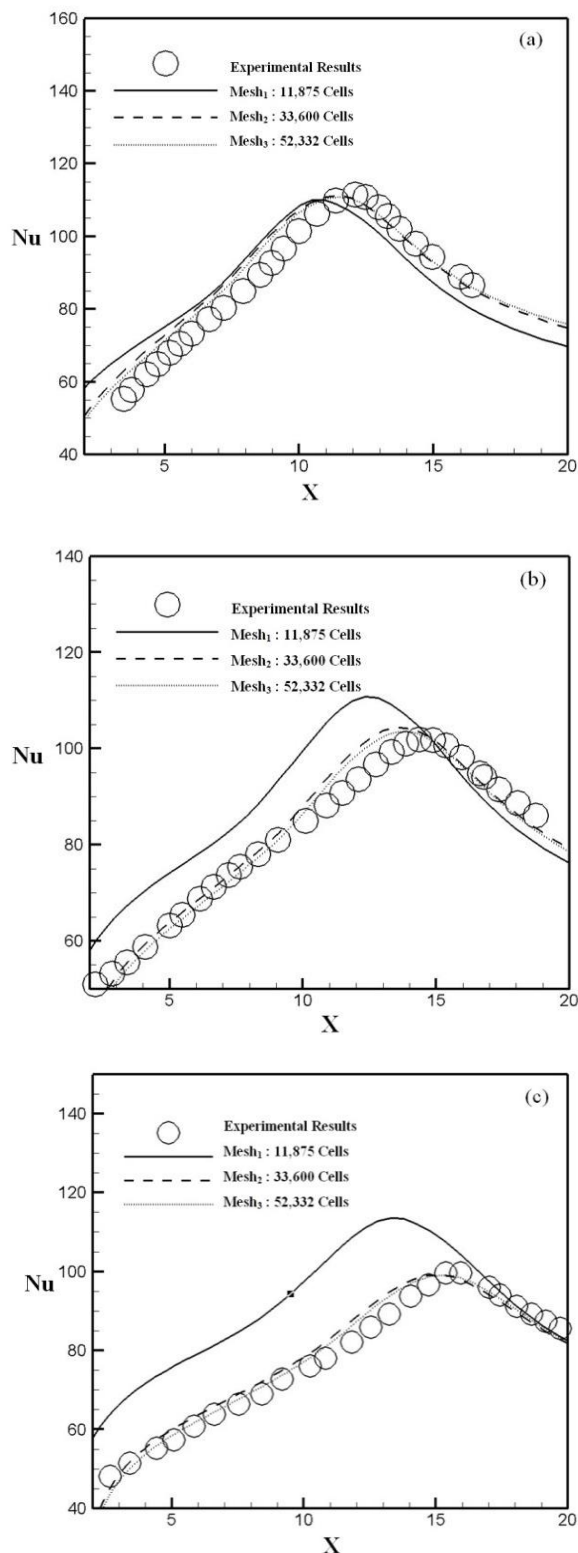 160
(a)
Experimental Results
140
Mesh₁ : 11,875 Cells
Mesh₂ : 33,600 Cells
120
Mesh₃ : 52,332 Cells
Nu
100
80
60
40
5 10 15 20
X
140
(b)
Experimental Results
Mesh₁ : 11,875 Cells
120
Mesh₂ : 33,600 Cells
Mesh₃ : 52,332 Cells
Nu
100
80
60
5 10 15 20
X
(c)
140
Experimental Results
Mesh₁ : 11,875 Cells
Mesh₂ : 33,600 Cells
120
Mesh₃ : 52,332 Cells
Nu
100
80
60
40
5 10 15 20
X